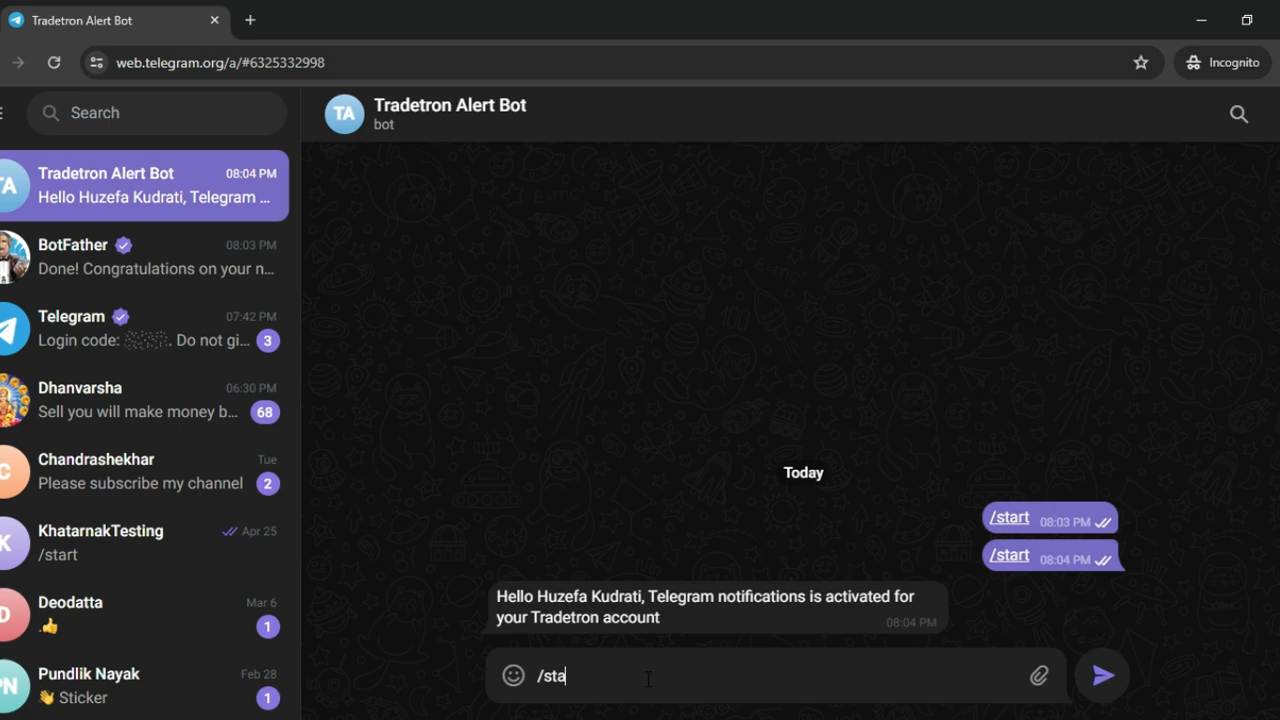 Tradetron Alert Bot
web.telegram.org/a/#6325332998
Incognito
Search
Tradetron Alert Bot 08:04 PM
Hello Huzefa Kudrati, Telegram ...
BotFather 08:03 PM
Done! Congratulations on your n...
Telegram 07:42 PM
Login code: . Do not gi... 3
Dhanvarsha 06:30 PM
Sell you will make money b... 68
Chandrashekhar Tue
Please subscribe my channel 2
KhatarnakTesting Apr 25
/start
Deodatta Mar 6
1
Pundlik Nayak Feb 28
Sticker 1
TA
Tradetron Alert Bot
bot
Today
/start 08:03 PM
/start 08:04 PM
Hello Huzefa Kudrati, Telegram notifications is activated for
your Tradetron account 08:04 PM
/sta